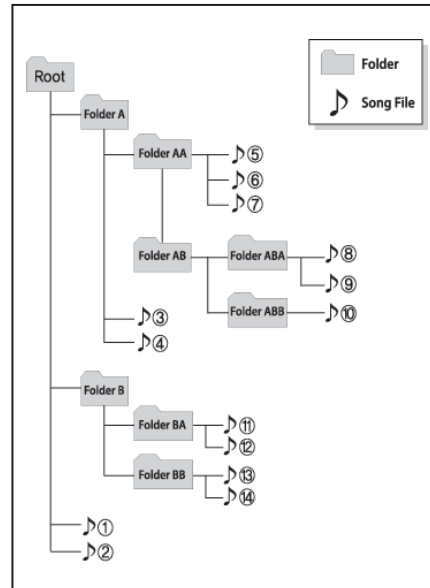 Root
Folder
Song File
Folder A
Folder AA
♪⑤
♪⑥
♪⑦
Folder AB
Folder ABA
♪⑧
♪⑨
Folder ABB
♪⑩
♪③
♪④
Folder B
Folder BA
♪⑪
♪⑫
Folder BB
♪⑬
♪⑭
♪①
♪②